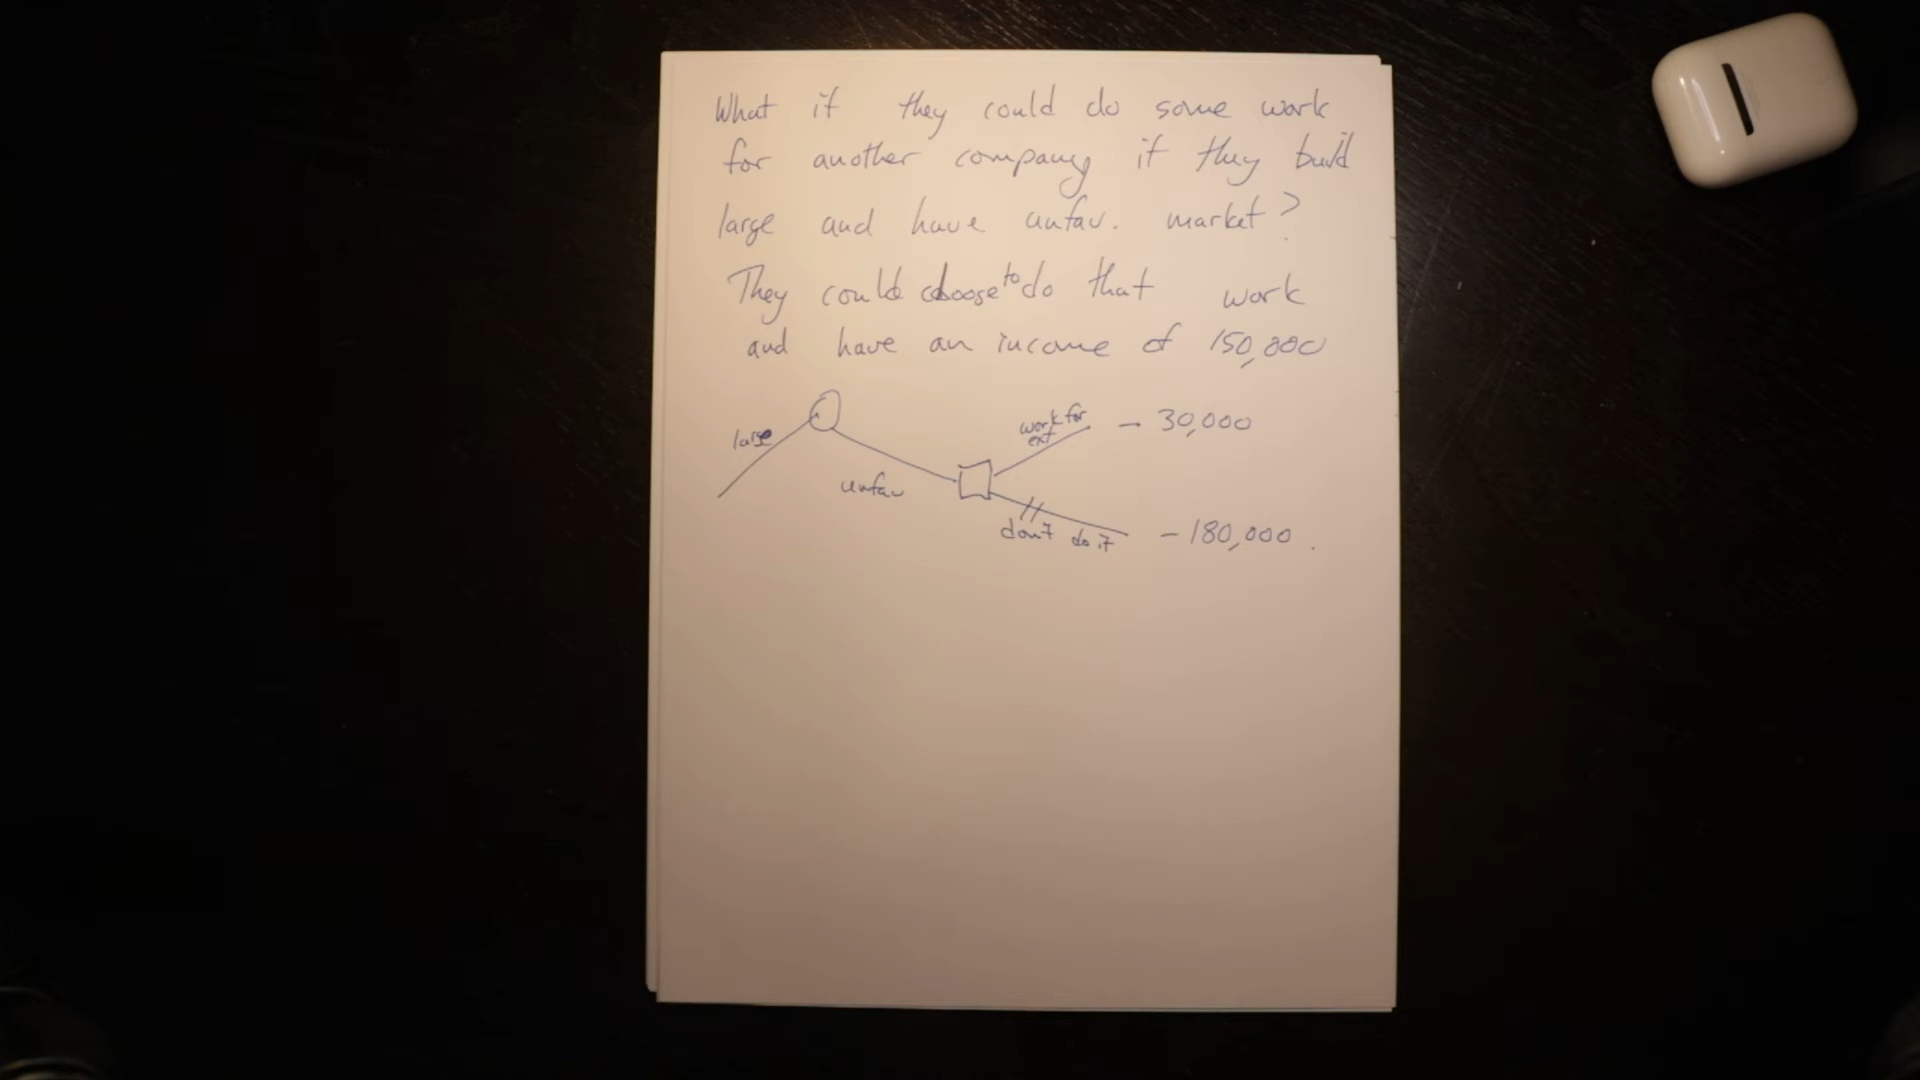 What if they could do some work
for another company if they build
large and have unfav. market?
They could choose to do that work
and have an income of 150,000
large
unfav
work for
ext
- 30,000
don't do it
- 180,000.